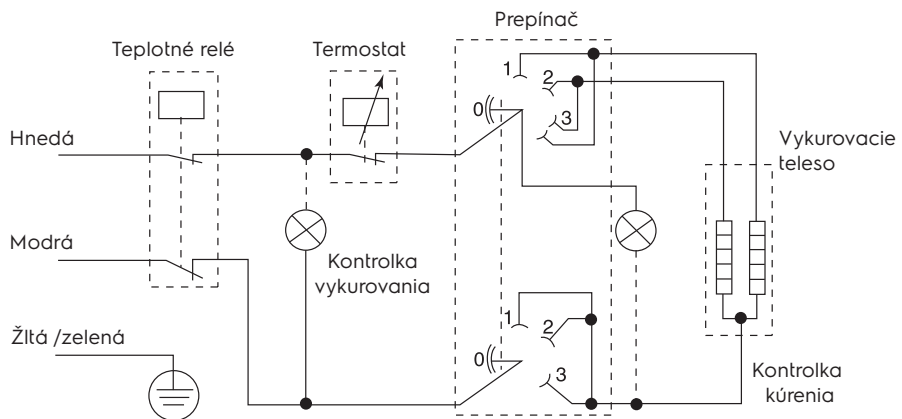 Prepínač
Teplotné relé
Termostat
1
2
0
3
Hnedá
Vykurovacie
teleso
Modrá
Kontrolka
vykurovania
1
2
0
3
Žltá /zelená
Kontrolka
kúrenia